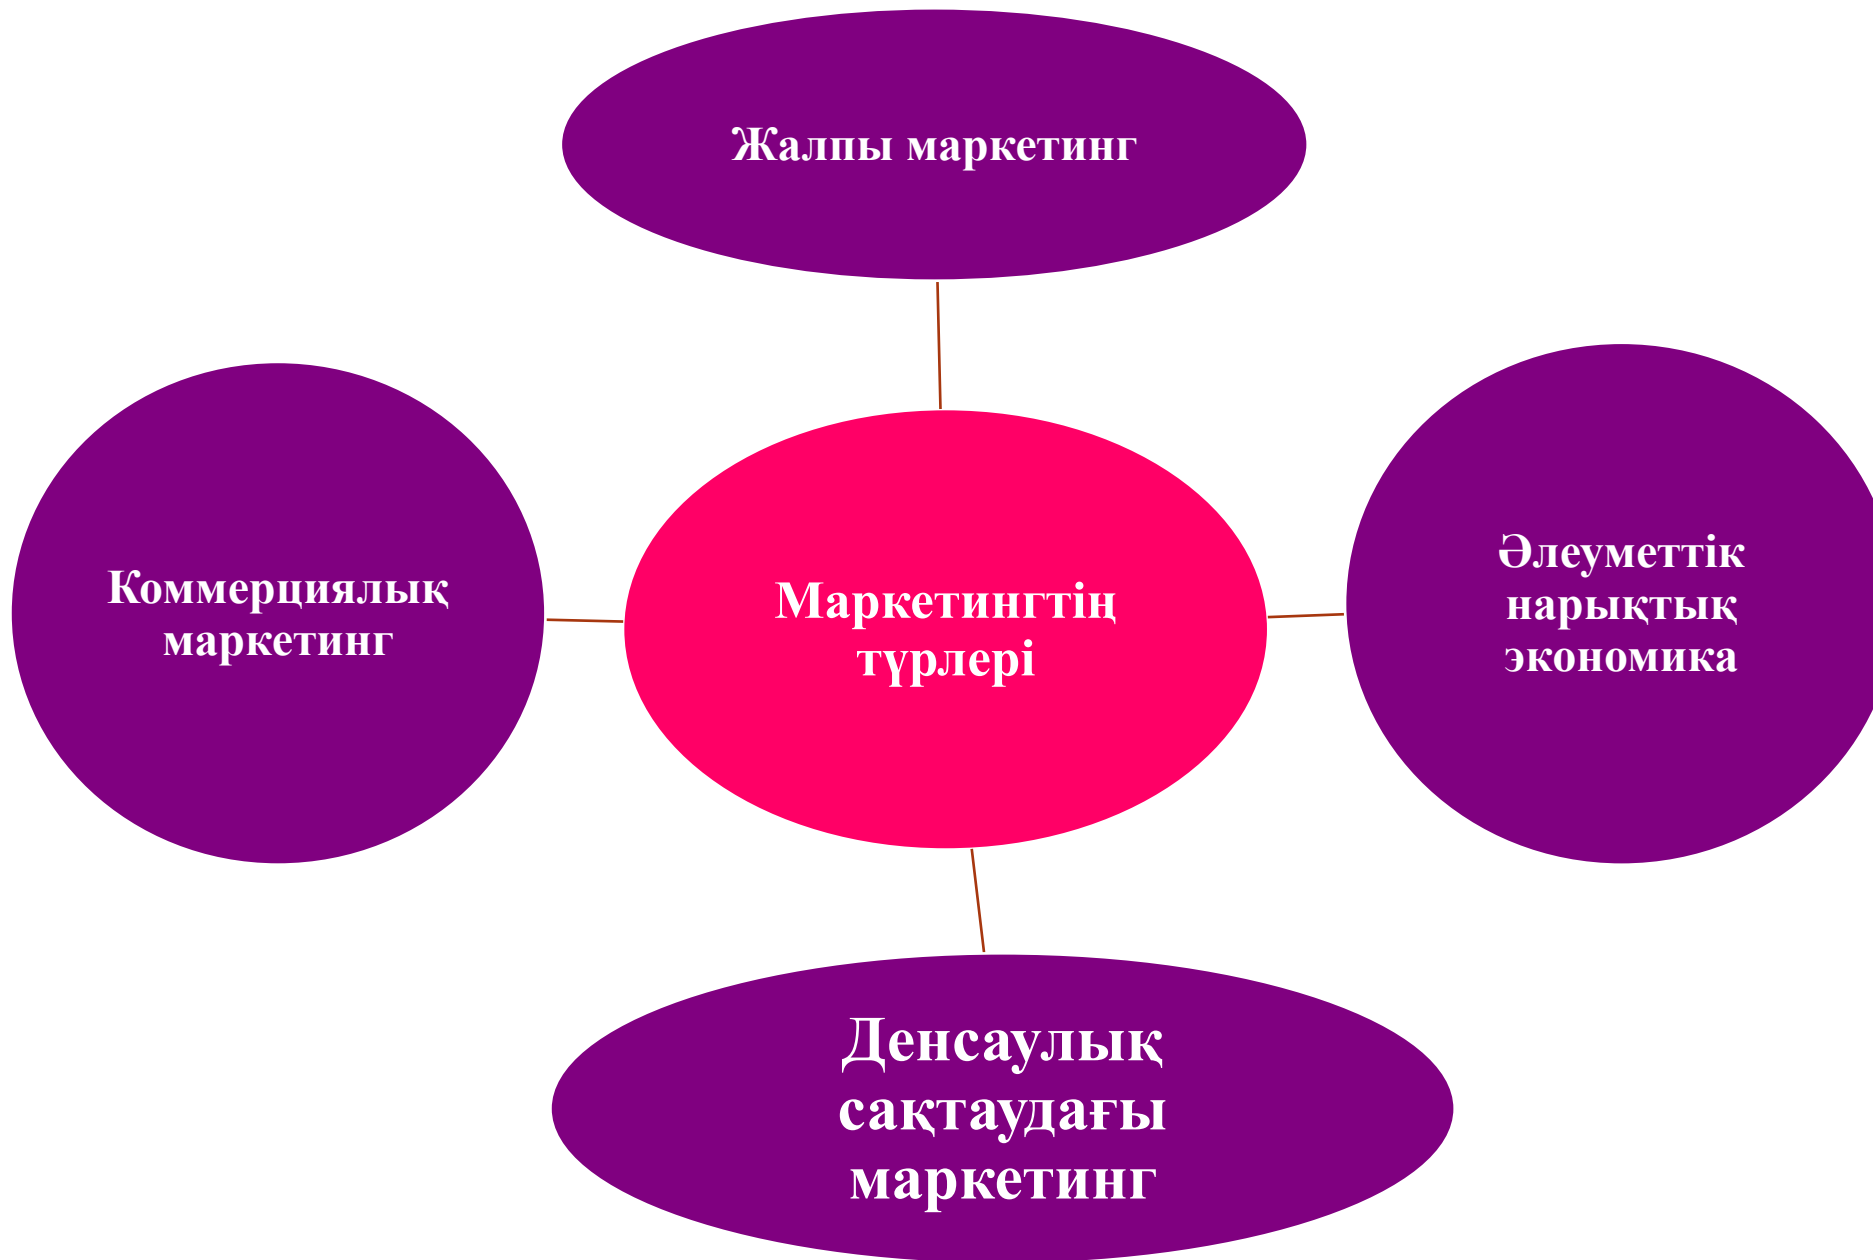 Жалпы маркетинг
Коммерциялық
маркетинг
Маркетингтің
түрлері
Әлеуметтік
нарықтық
экономика
Денсаулық
сақтаудағы
маркетинг